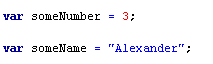 var someNumber = 3;
var someName = "Alexander";